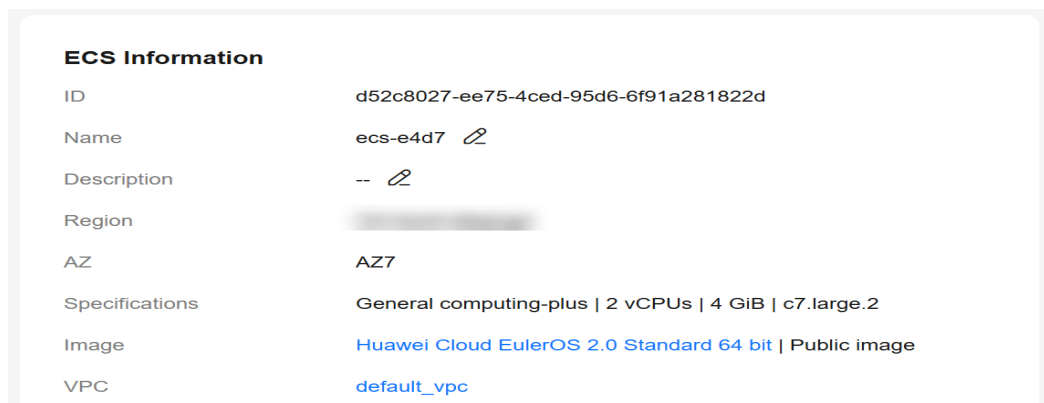 ECS Information
ID d52c8027-ee75-4ced-95d6-6f91a281822d
Name ecs-e4d7
Description --
Region
AZ AZ7
Specifications General computing-plus | 2 vCPUs | 4 GiB | c7.large.2
Image Huawei Cloud EulerOS 2.0 Standard 64 bit | Public image
VPC default_vpc